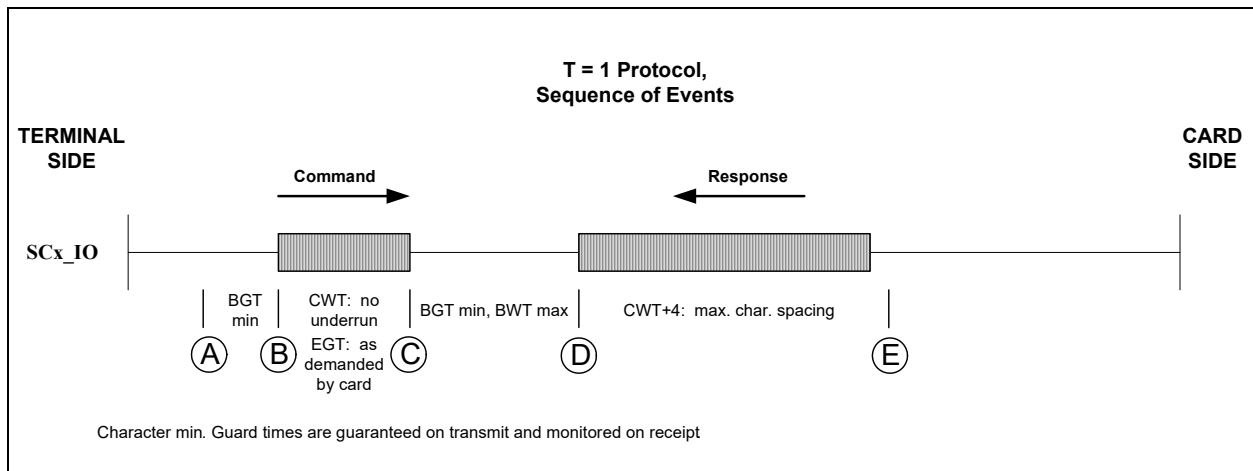 T = 1 Protocol,
Sequence of Events
TERMINAL
SIDE
CARD
SIDE
Command
Response
SCx_IO
BGT
min
CWT: no
underrun
EGT: as
demanded
by card
BGT min, BWT max
CWT+4: max. char. spacing
A
B
C
D
E
Character min. Guard times are guaranteed on transmit and monitored on receipt